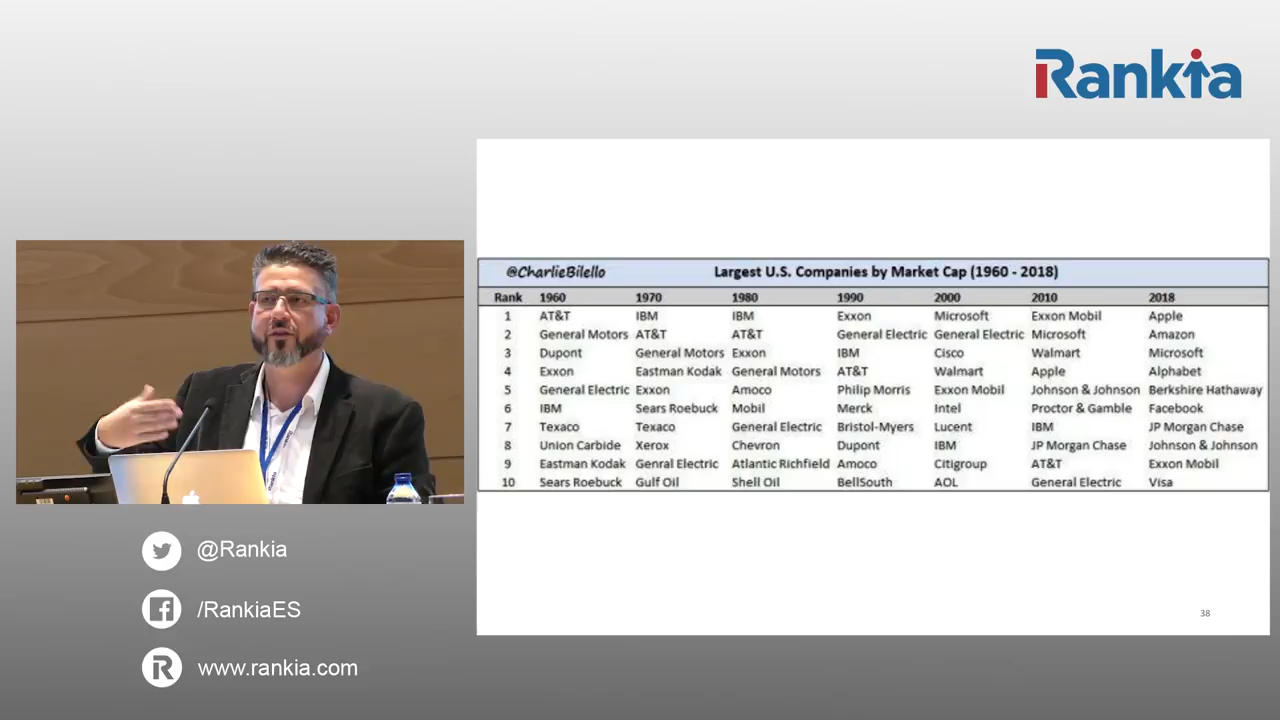 Rankia
@CharlieBilello Largest U.S. Companies by Market Cap (1960 - 2018)
Rank 1960 1970 1980 1990 2000 2010 2018
1 AT&T IBM IBM Exxon Microsoft Exxon Mobil Apple
2 General Motors AT&T AT&T General Electric General Electric Microsoft Amazon
3 Dupont General Motors Exxon IBM Cisco Walmart Microsoft
4 Exxon Eastman Kodak General Motors AT&T Walmart Apple Alphabet
5 General Electric Exxon Amoco Philip Morris Exxon Mobil Johnson & Johnson Berkshire Hathaway
6 IBM Sears Roebuck Mobil Merck Intel Proctor & Gamble Facebook
7 Texaco Texaco General Electric Bristol-Myers Lucent IBM JP Morgan Chase
8 Union Carbide Xerox Chevron Dupont IBM JP Morgan Chase Johnson & Johnson
9 Eastman Kodak Genral Electric Atlantic Richfield Amoco Citigroup AT&T Exxon Mobil
10 Sears Roebuck Gulf Oil Shell Oil BellSouth AOL General Electric Visa
38
@Rankia
/RankiaES
www.rankia.com